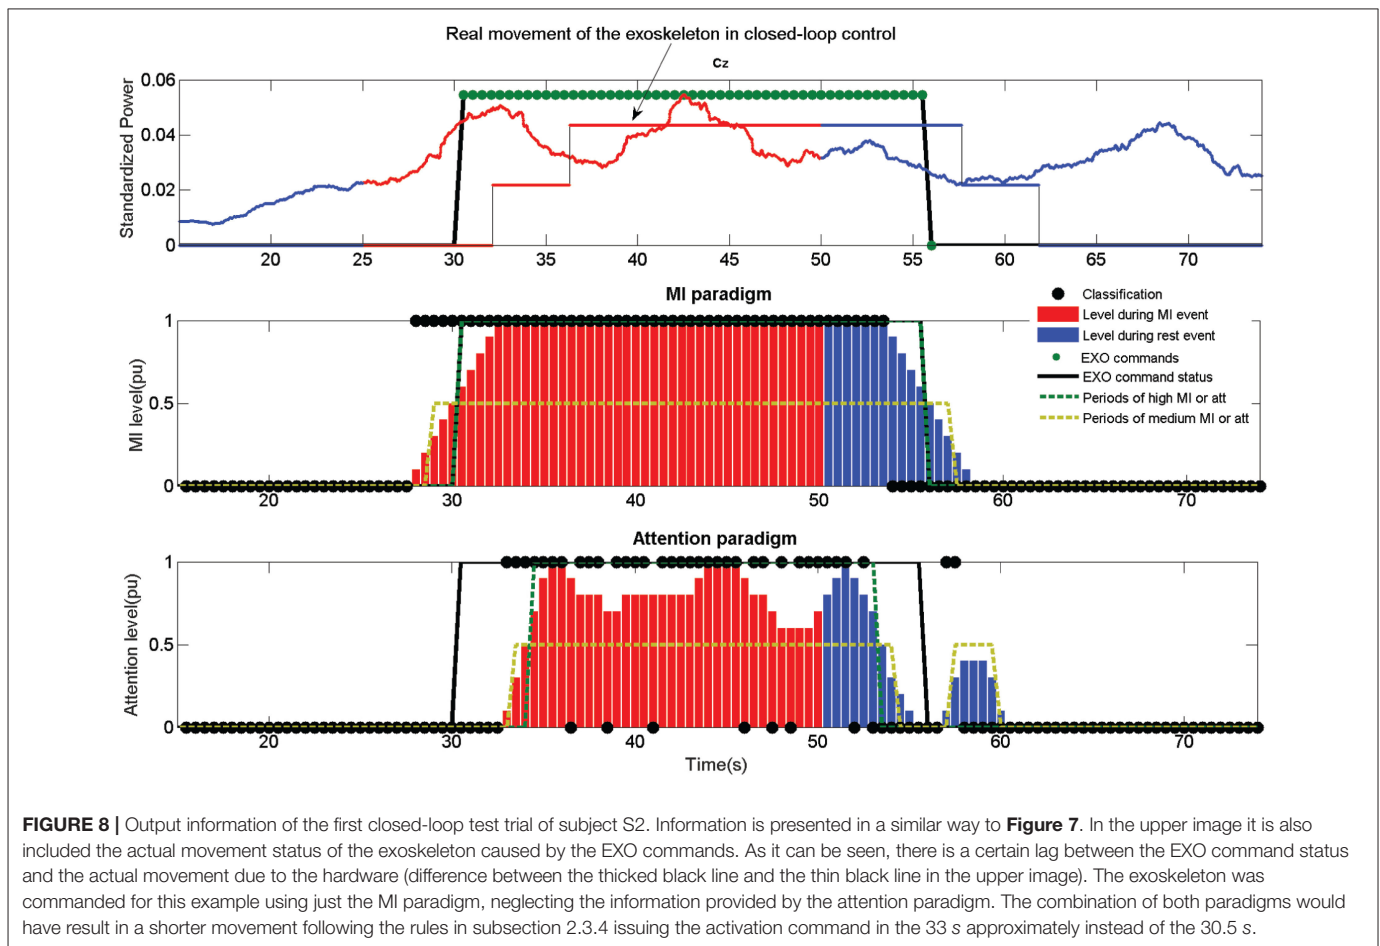 Real movement of the exoskeleton in closed-loop control
Cz
Standardized Power
0.06
0.04
0.02
0
20 25 30 35 40 45 50 55 60 65 70
MI paradigm
MI level(pu)
1
0.5
0
20 30 40 50 60 70
Classification
Level during MI event
Level during rest event
EXO commands
EXO command status
Periods of high MI or att
Periods of medium MI or att
Attention paradigm
Attention level(pu)
1
0.5
0
20 30 40 50 60 70
Time(s)
FIGURE 8 | Output information of the first closed-loop test trial of subject S2. Information is presented in a similar way to Figure 7. In the upper image it is also
included the actual movement status of the exoskeleton caused by the EXO commands. As it can be seen, there is a certain lag between the EXO command status
and the actual movement due to the hardware (difference between the thicked black line and the thin black line in the upper image). The exoskeleton was
commanded for this example using just the MI paradigm, neglecting the information provided by the attention paradigm. The combination of both paradigms would
have result in a shorter movement following the rules in subsection 2.3.4 issuing the activation command in the 33 s approximately instead of the 30.5 s.